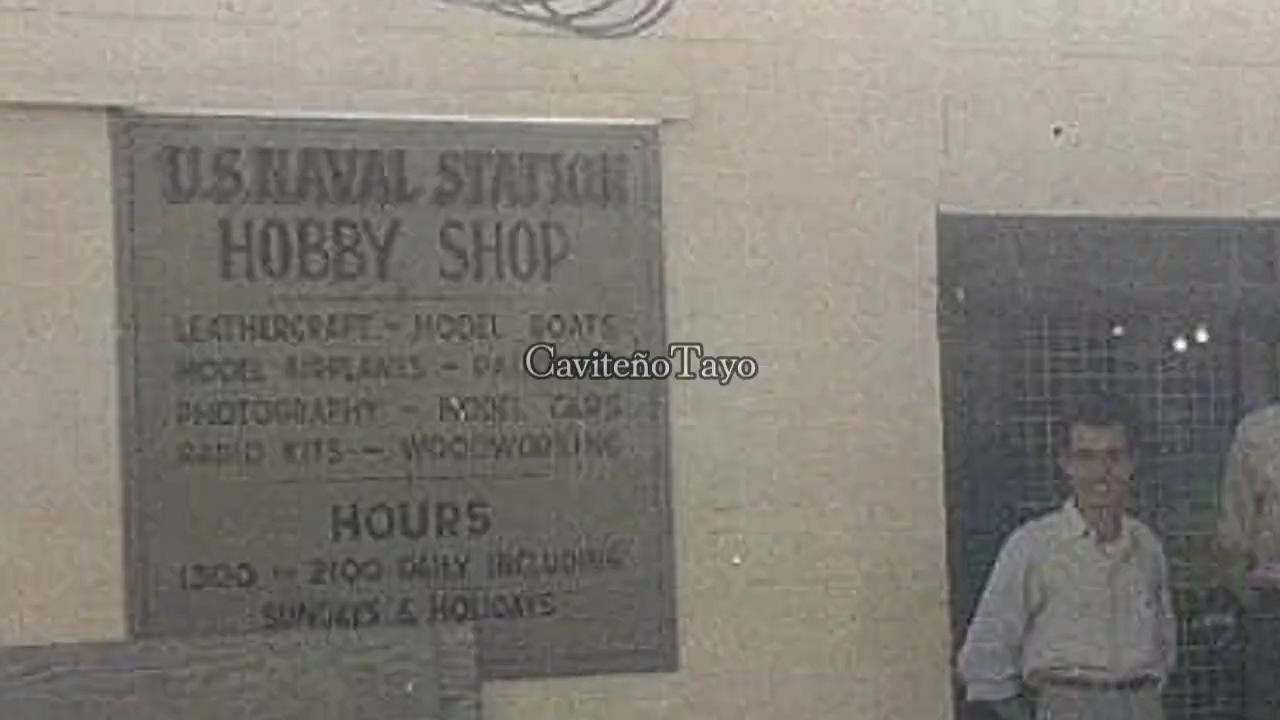 U.S. NAVAL STATION
HOBBY SHOP
LEATHERCRAFT - MODEL BOATS
MODEL AIRPLANES -
CaviteñoTayo
PHOTOGRAPHY - MODEL CARS
RADIO KITS - WOODWORKING
HOURS
1300 - 2100 DAILY INCLUDING
SUNDAYS & HOLIDAYS